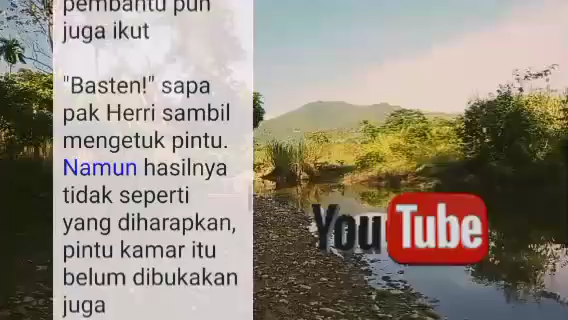 pembantu pun
juga ikut
"Basten!" sapa
pak Herri sambil
mengetuk pintu.
Namun hasilnya
tidak seperti
yang diharapkan,
pintu kamar itu
belum dibukakan
juga
YouTube